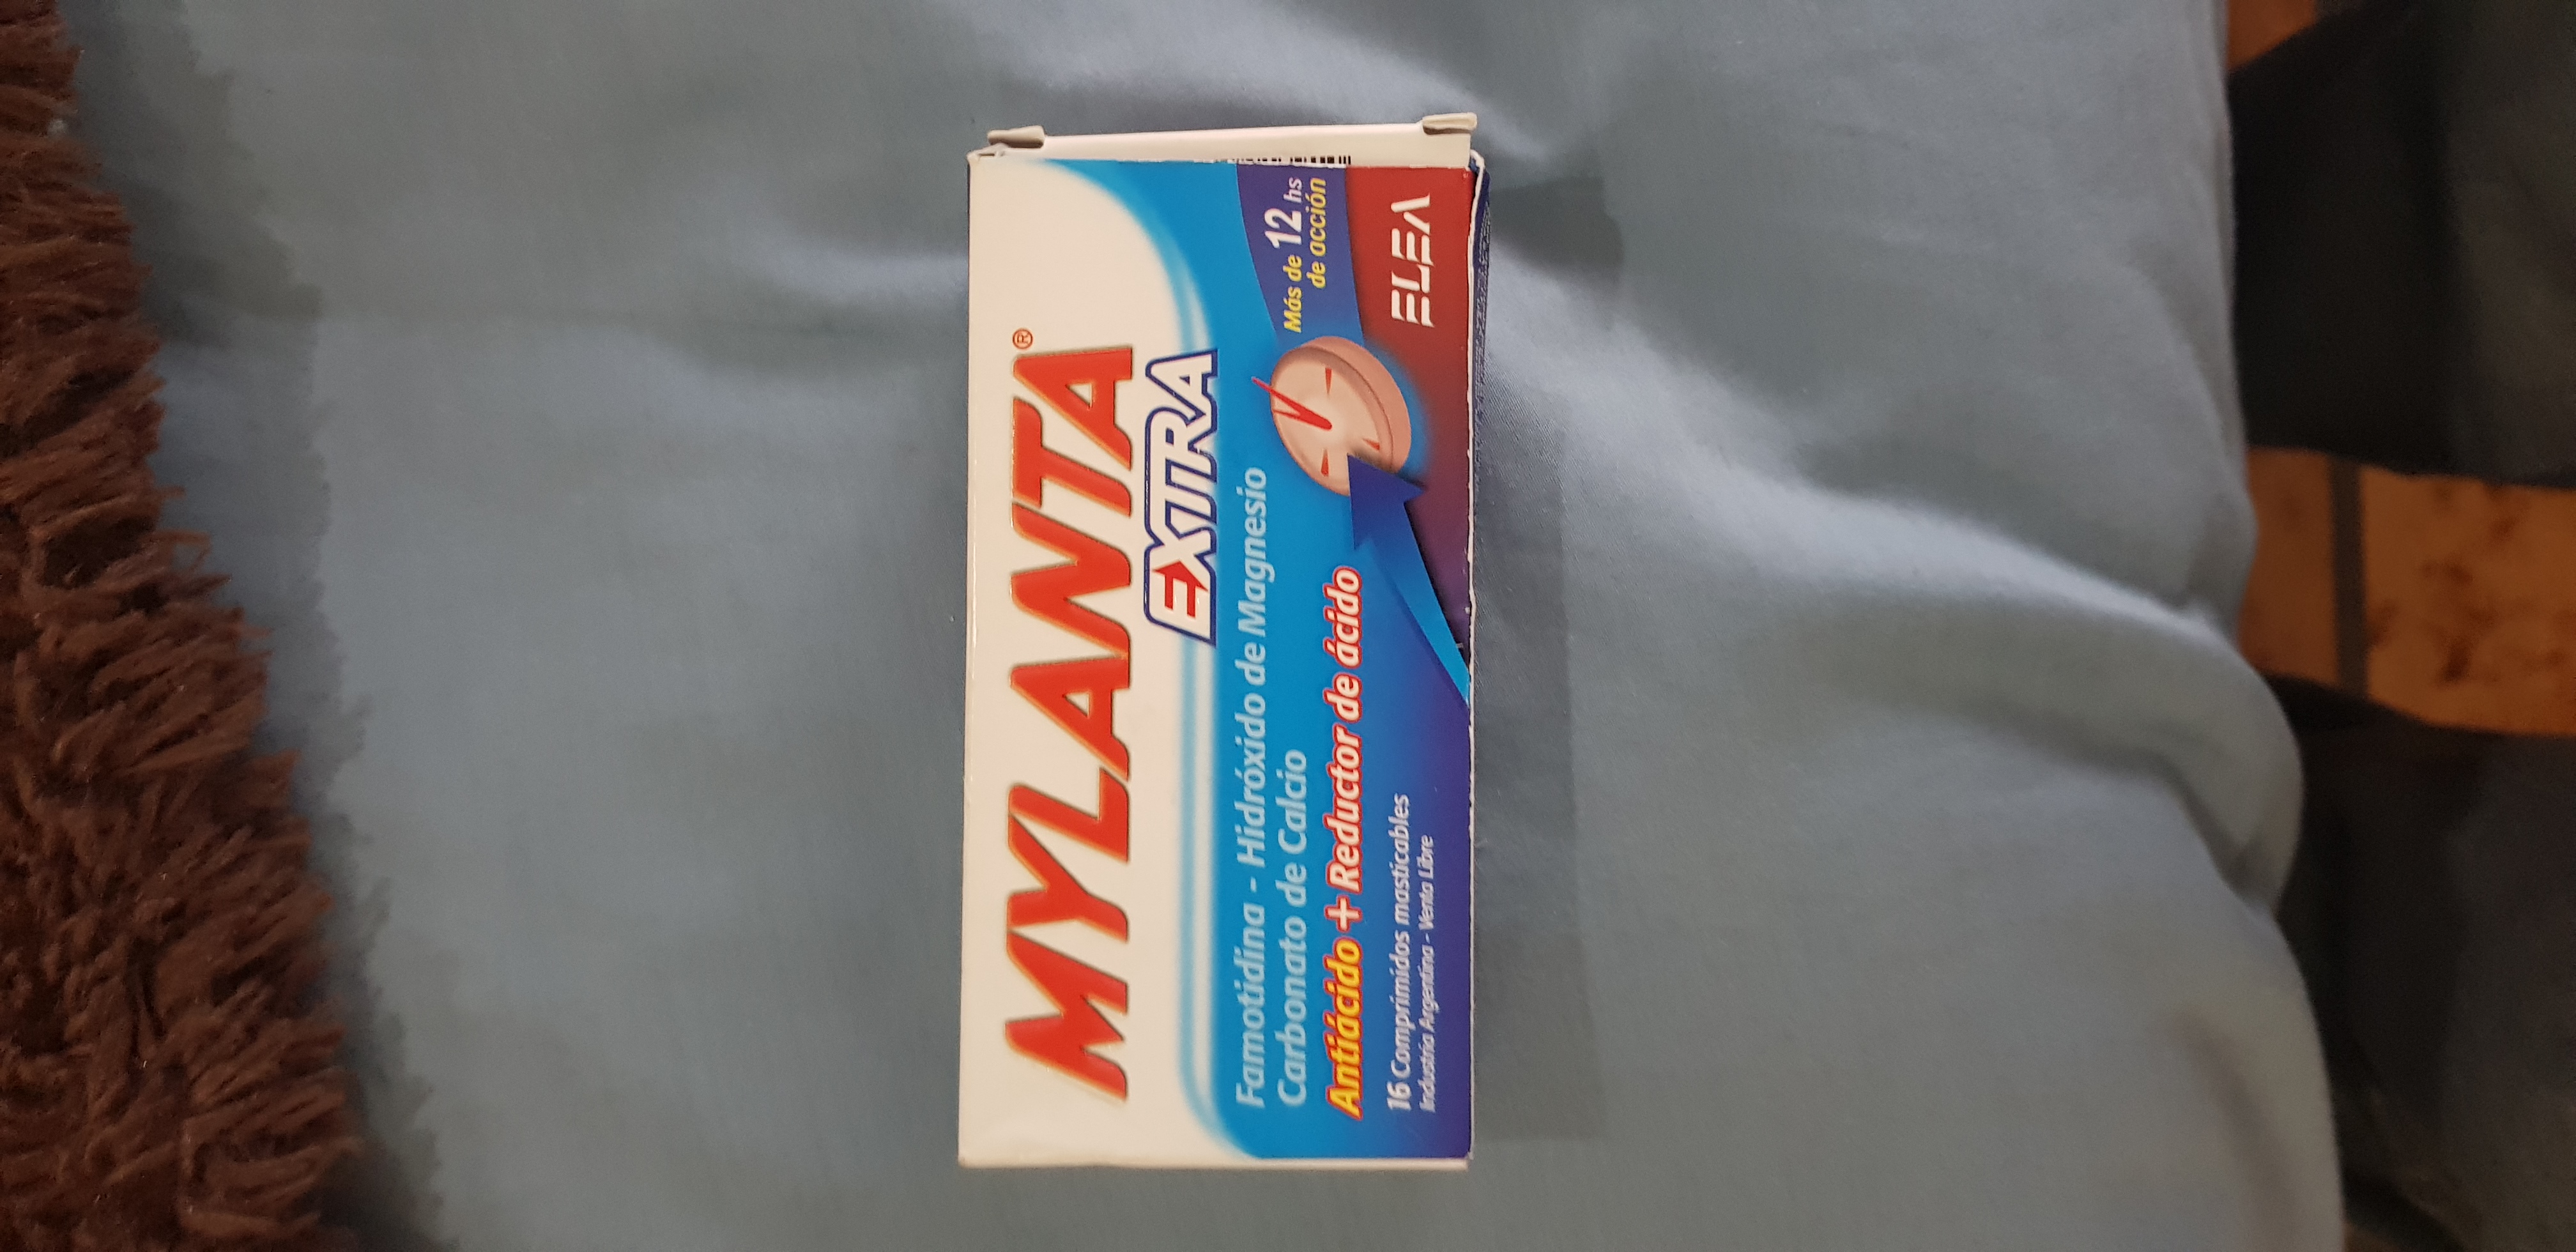 MYLANTA®
EXTRA
Famotidina - Hidróxido de Magnesio
Carbonato de Calcio
Antiácido + Reductor de ácido
16 Comprimidos masticables
Industria Argentina - Venta Libre
Más de 12 hs
de acción
ELEA